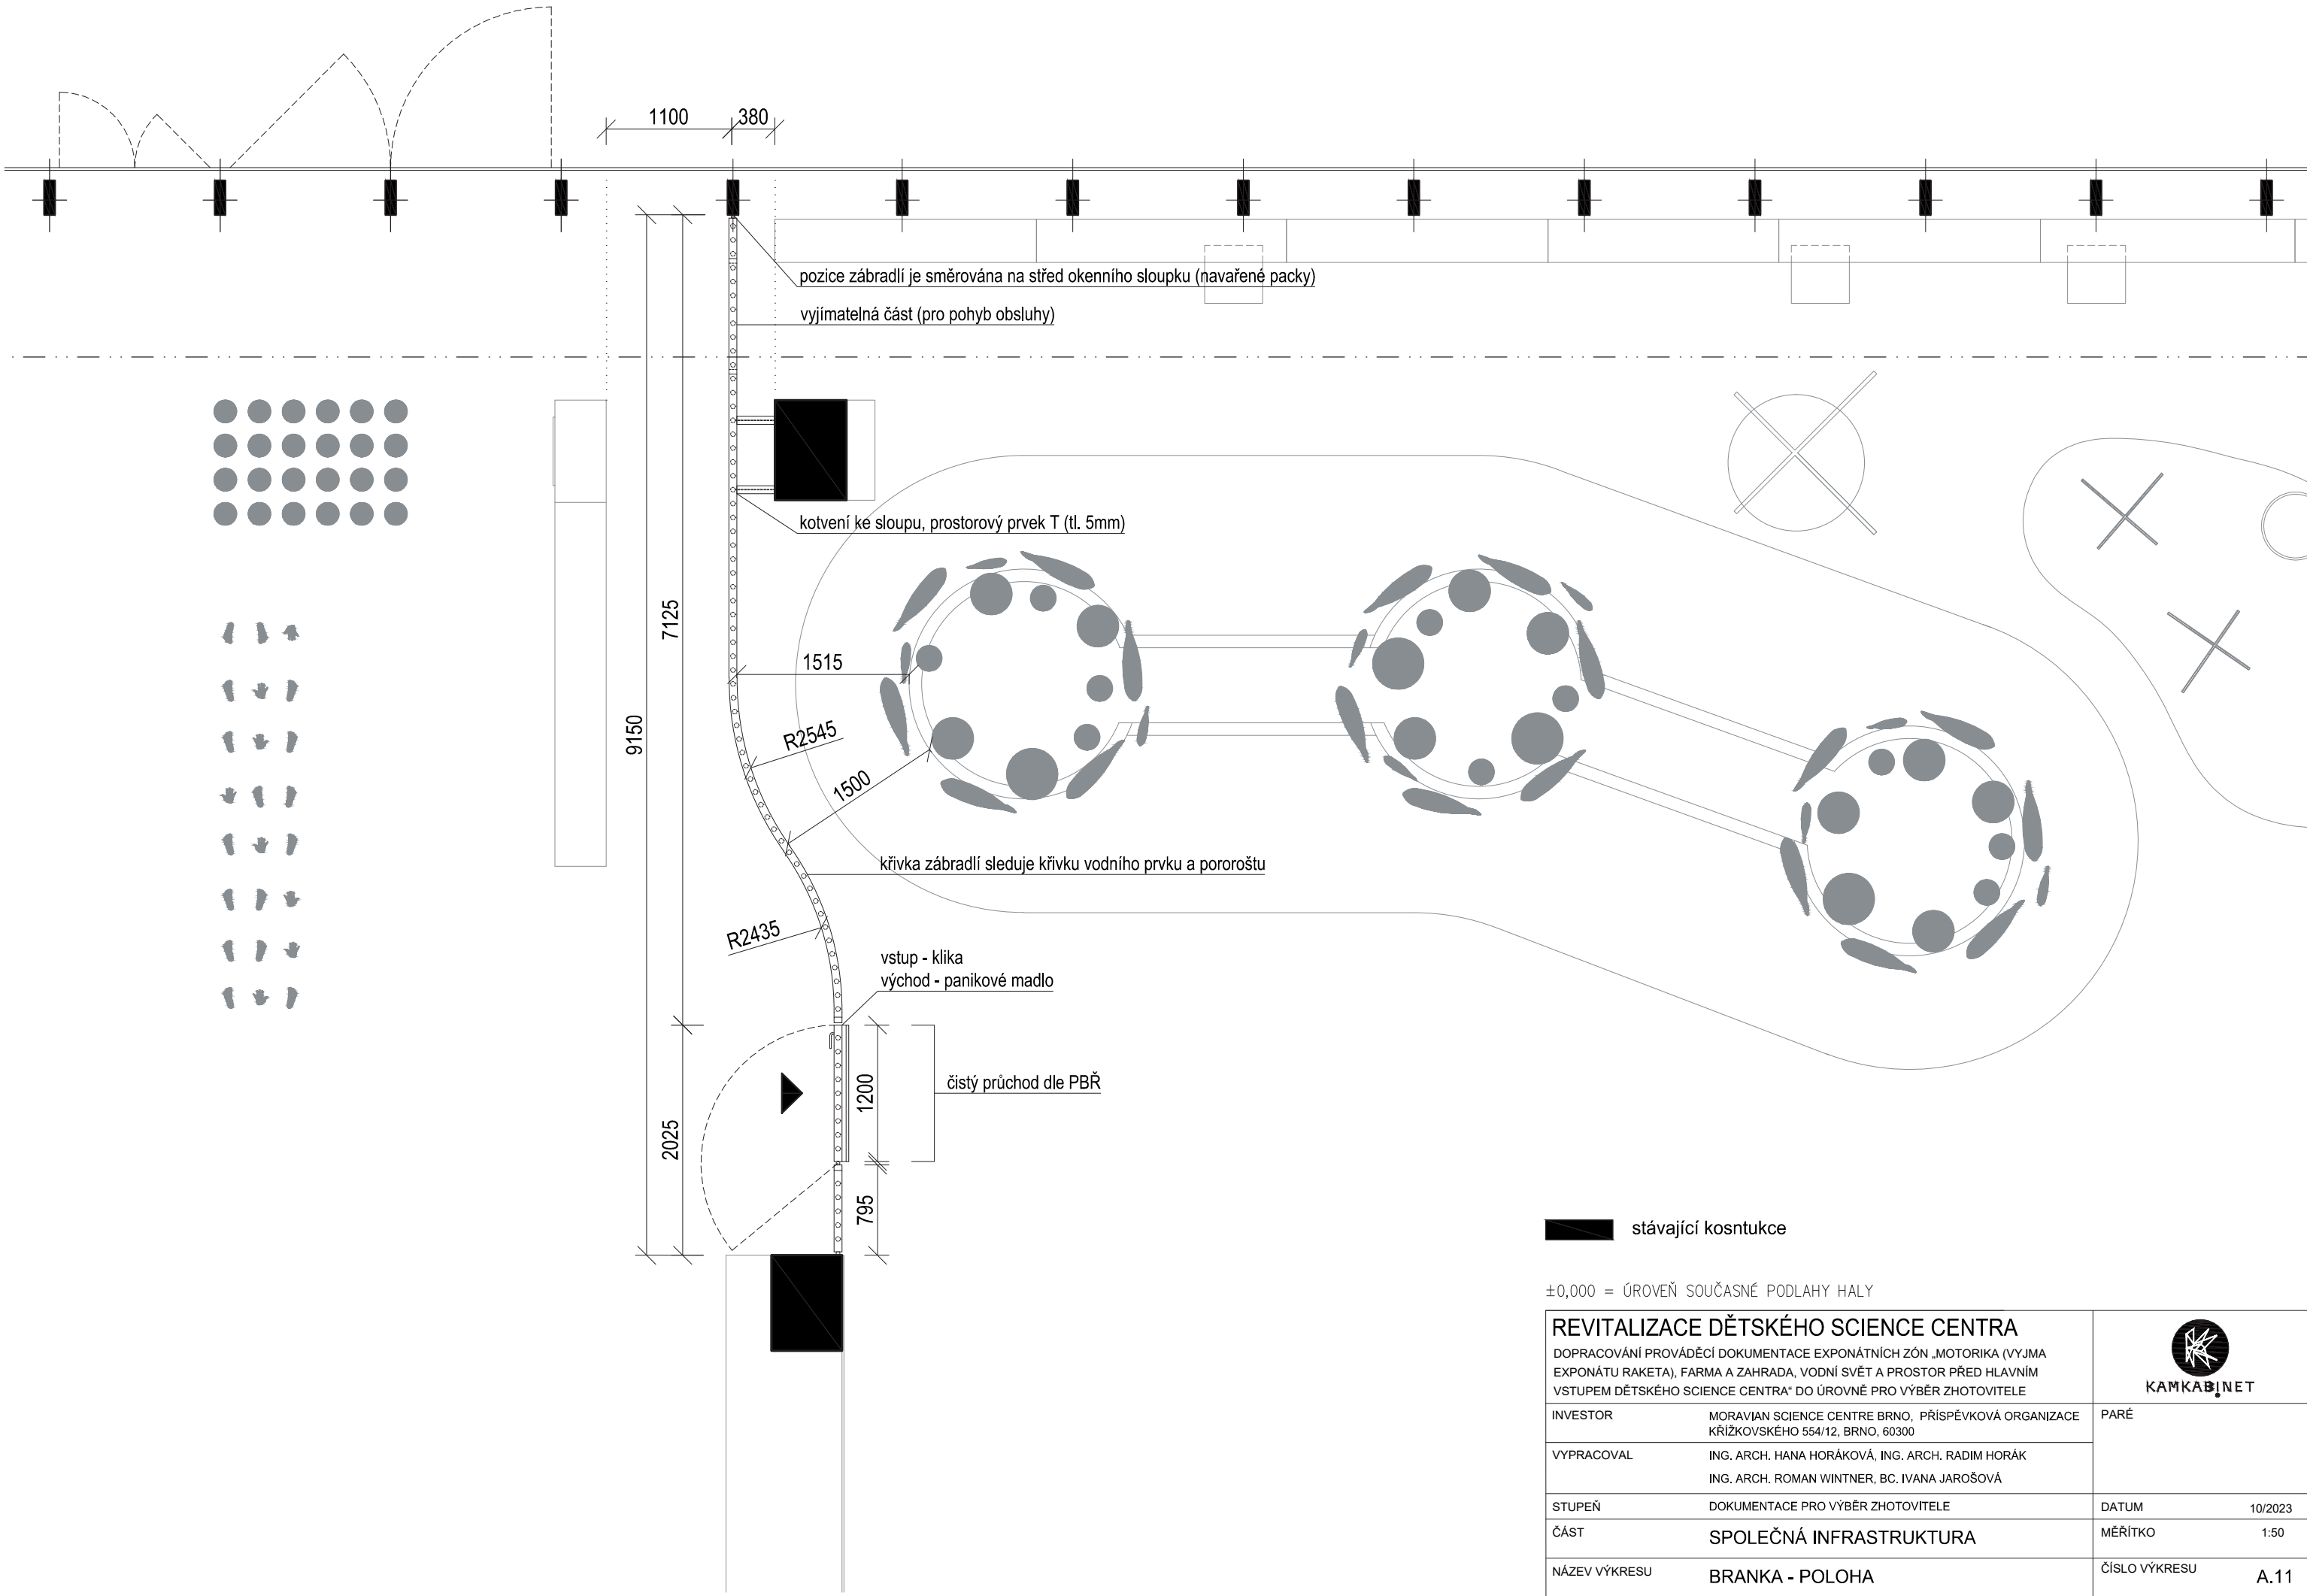 1100
380
pozice zábradlí je směrována na střed okenního sloupku (navařené packy)
vyjímatelná část (pro pohyb obsluhy)
kotvení ke sloupu, prostorový prvek T (tl. 5mm)
7125
1515
9150
R2545
1500
křivka zábradlí sleduje křivku vodního prvku a pororoštu
R2435
vstup - klika
východ - panikové madlo
1200
čistý průchod dle PBŘ
2025
795
stávající kosntukce
±0,000 = ÚROVEŇ SOUČASNÉ PODLAHY HALY
REVITALIZACE DĚTSKÉHO SCIENCE CENTRA
DOPRACOVÁNÍ PROVÁDĚCÍ DOKUMENTACE EXPONÁTNÍCH ZÓN „MOTORIKA (VYJMA
EXPONÁTU RAKETA), FARMA A ZAHRADA, VODNÍ SVĚT A PROSTOR PŘED HLAVNÍM
VSTUPEM DĚTSKÉHO SCIENCE CENTRA“ DO ÚROVNĚ PRO VÝBĚR ZHOTOVITELE
KAMKABINET
INVESTOR MORAVIAN SCIENCE CENTRE BRNO, PŘÍSPĚVKOVÁ ORGANIZACE
KŘÍŽKOVSKÉHO 554/12, BRNO, 60300
PARÉ
VYPRACOVAL ING. ARCH. HANA HORÁKOVÁ, ING. ARCH. RADIM HORÁK
ING. ARCH. ROMAN WINTNER, BC. IVANA JAROŠOVÁ
STUPEŇ DOKUMENTACE PRO VÝBĚR ZHOTOVITELE
DATUM 10/2023
ČÁST SPOLEČNÁ INFRASTRUKTURA
MĚŘÍTKO 1:50
NÁZEV VÝKRESU BRANKA - POLOHA
ČÍSLO VÝKRESU A.11